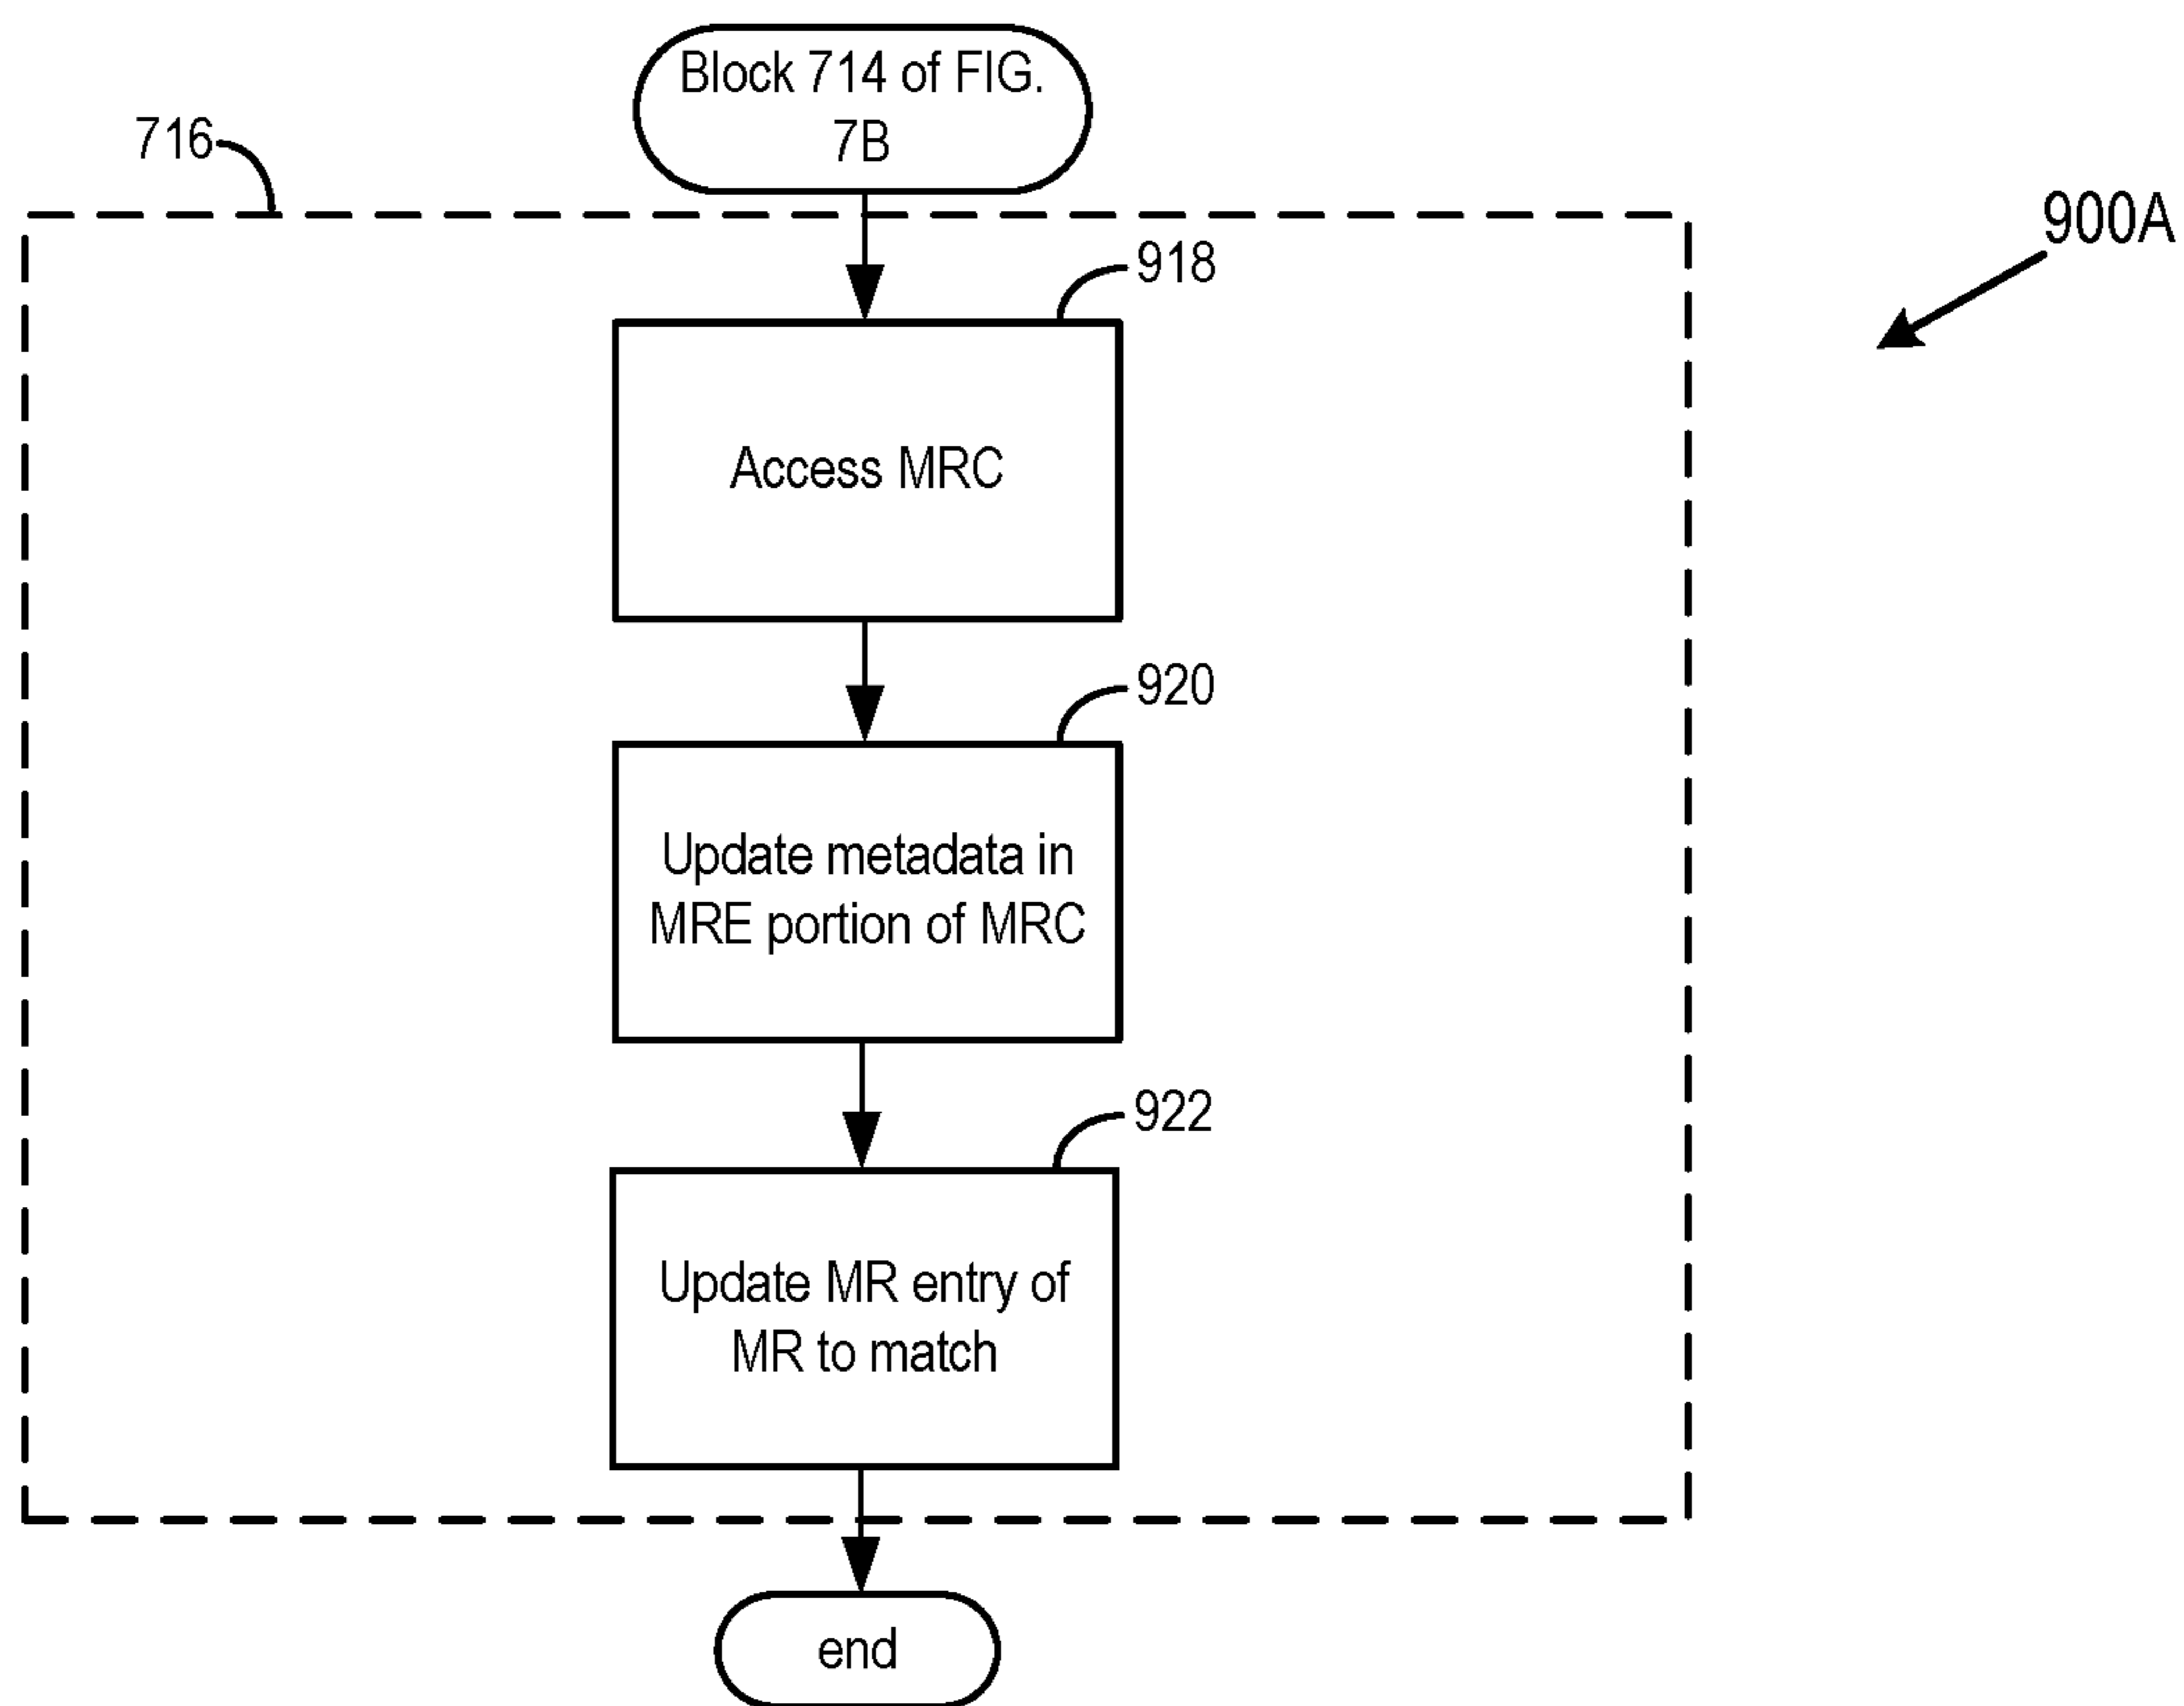 Block 714 of FIG.
7B
716
900A
918
Access MRC
920
Update metadata in
MRE portion of MRC
922
Update MR entry of
MR to match
end